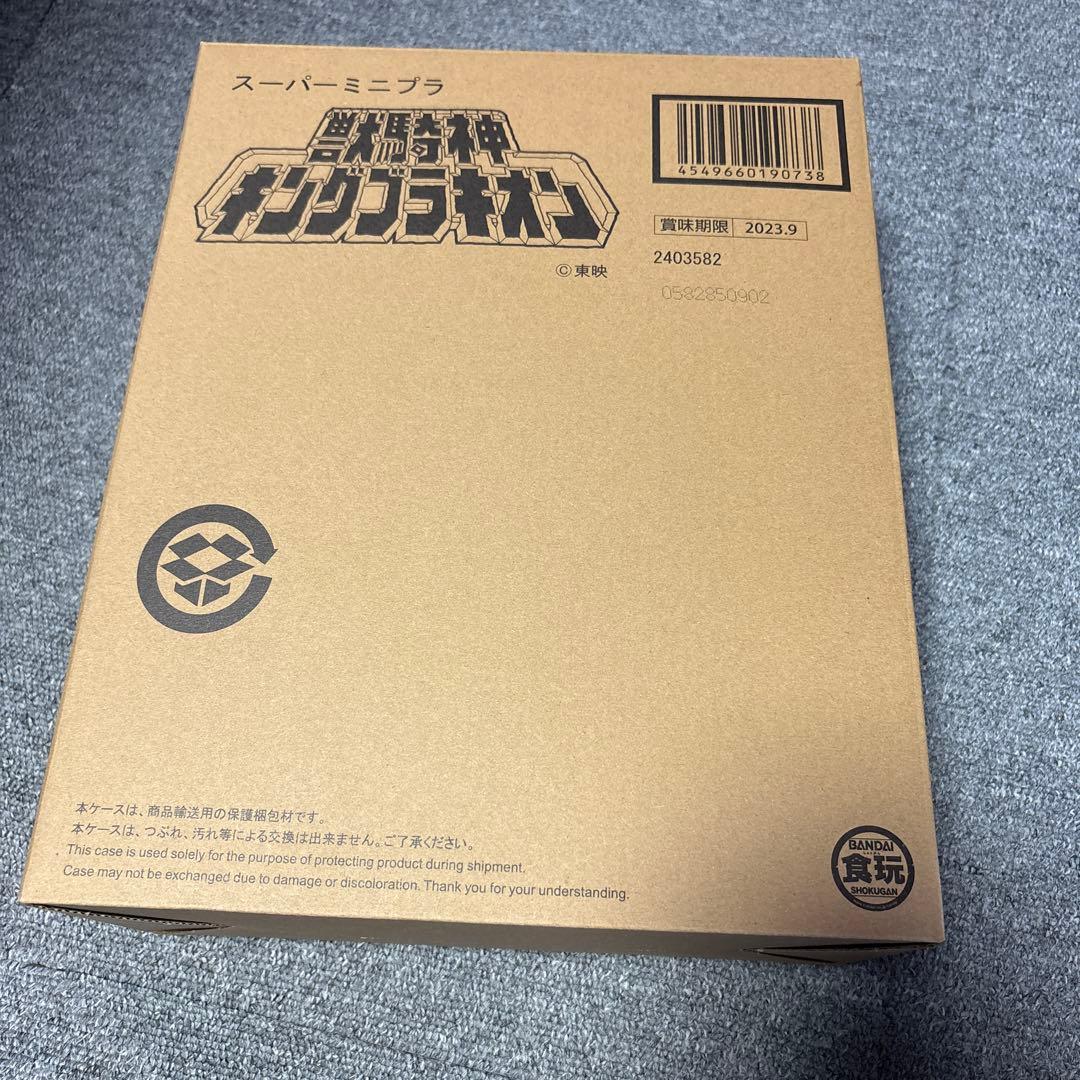 スーパーミニプラ
獣騎神
キングブラキオン
©東映
4549660190738
賞味期限 2023.9
2403582
0582850902
本ケースは、商品輸送用の保護梱包材です。
本ケースは、つぶれ、汚れ等による交換は出来ません。ご了承ください。
This case is used solely for the purpose of protecting product during shipment.
Case may not be exchanged due to damage or discoloration. Thank you for your understanding.
BANDAI
食玩
SHOKUGAN